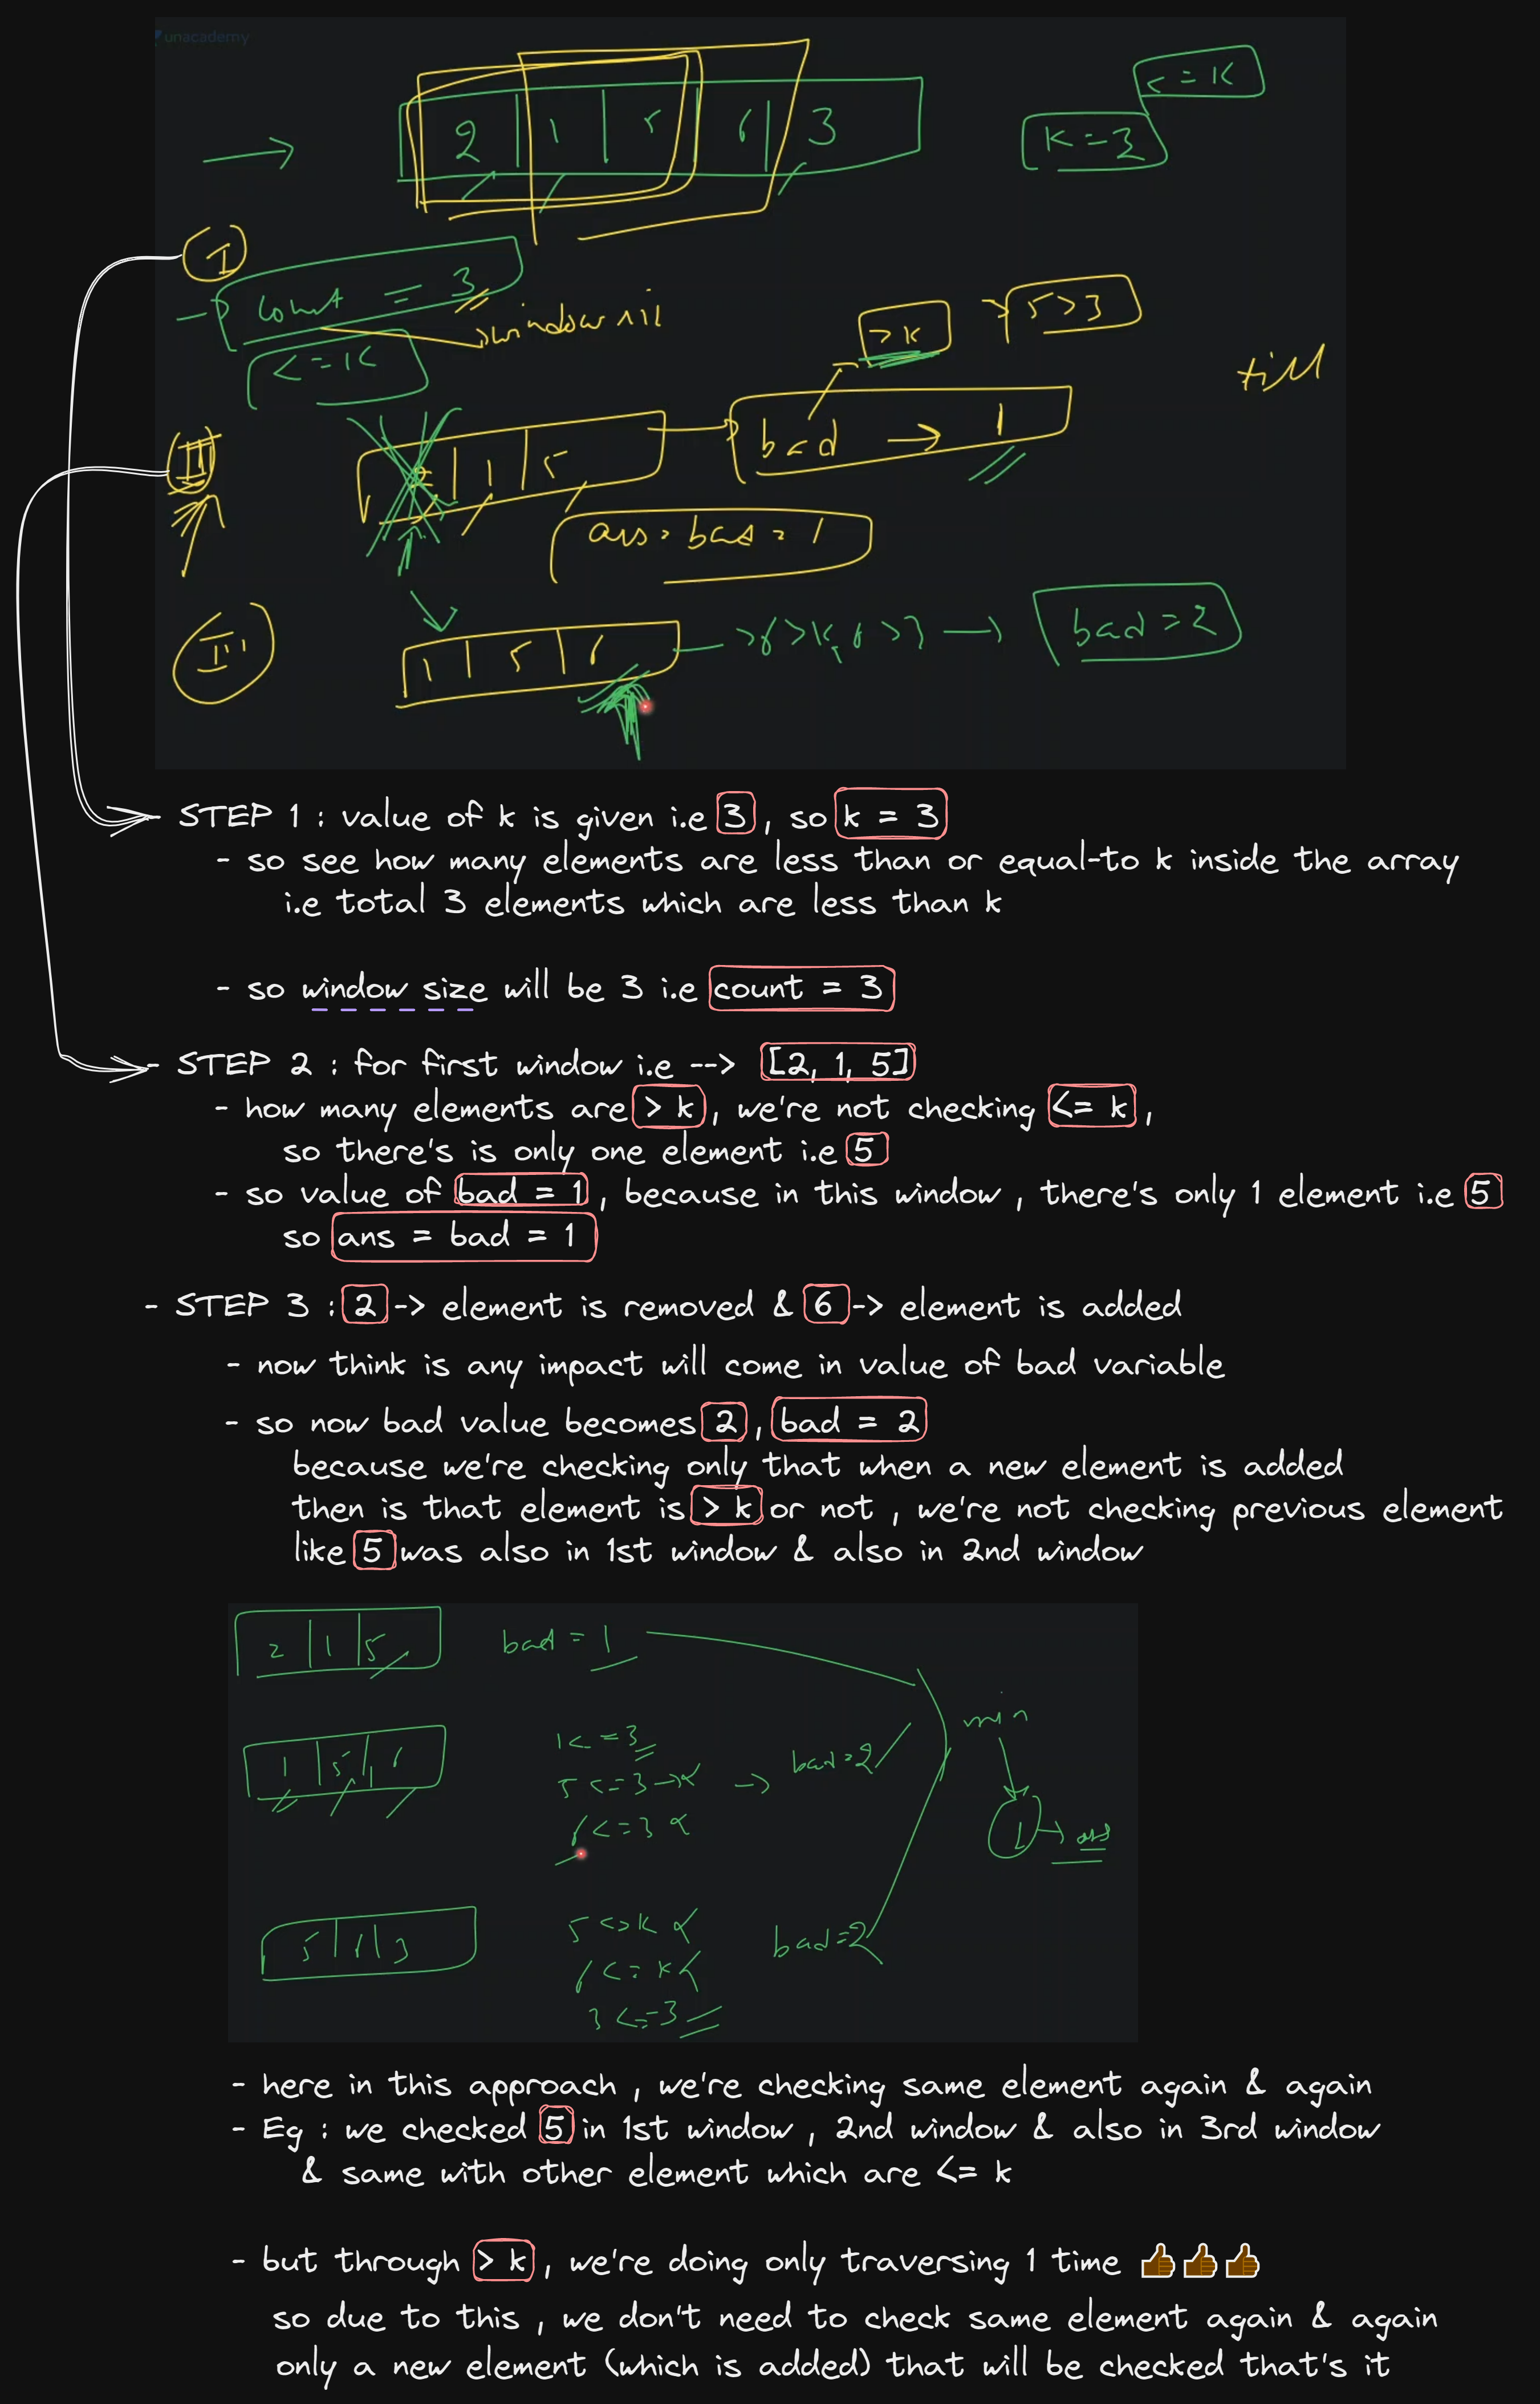 unacademy
<=K
2 1 5 6 3
K=3
I
count = 3
window siz
>K
5>3
<=K
till
II
2 1 5
bad → 1
ans = bad = 1
III
1 5 6
bad = 2
- STEP 1 : value of k is given i.e 3 , so k = 3
- so see how many elements are less than or equal-to k inside the array
i.e total 3 elements which are less than k
- so window size will be 3 i.e count = 3
- STEP 2 : for first window i.e --> [2, 1, 5]
- how many elements are > k , we're not checking <= k ,
so there's is only one element i.e 5
- so value of bad = 1 , because in this window , there's only 1 element i.e 5
so ans = bad = 1
- STEP 3 : 2 -> element is removed & 6 -> element is added
- now think is any impact will come in value of bad variable
- so now bad value becomes 2 , bad = 2
because we're checking only that when a new element is added
then is that element is > k or not , we're not checking previous element
like 5 was also in 1st window & also in 2nd window
2 1 5
bad = 1
min
1 <= 3
1 5 6
bad=2
5 <= 3
→
6 <= 3
1 → ans
5 6 3
bad=2
6 <= k
3 <= 3
- here in this approach , we're checking same element again & again
- Eg : we checked 5 in 1st window , 2nd window & also in 3rd window
& same with other element which are <= k
- but through > k , we're doing only traversing 1 time 👍👍👍
so due to this , we don't need to check same element again & again
only a new element (which is added) that will be checked that's it